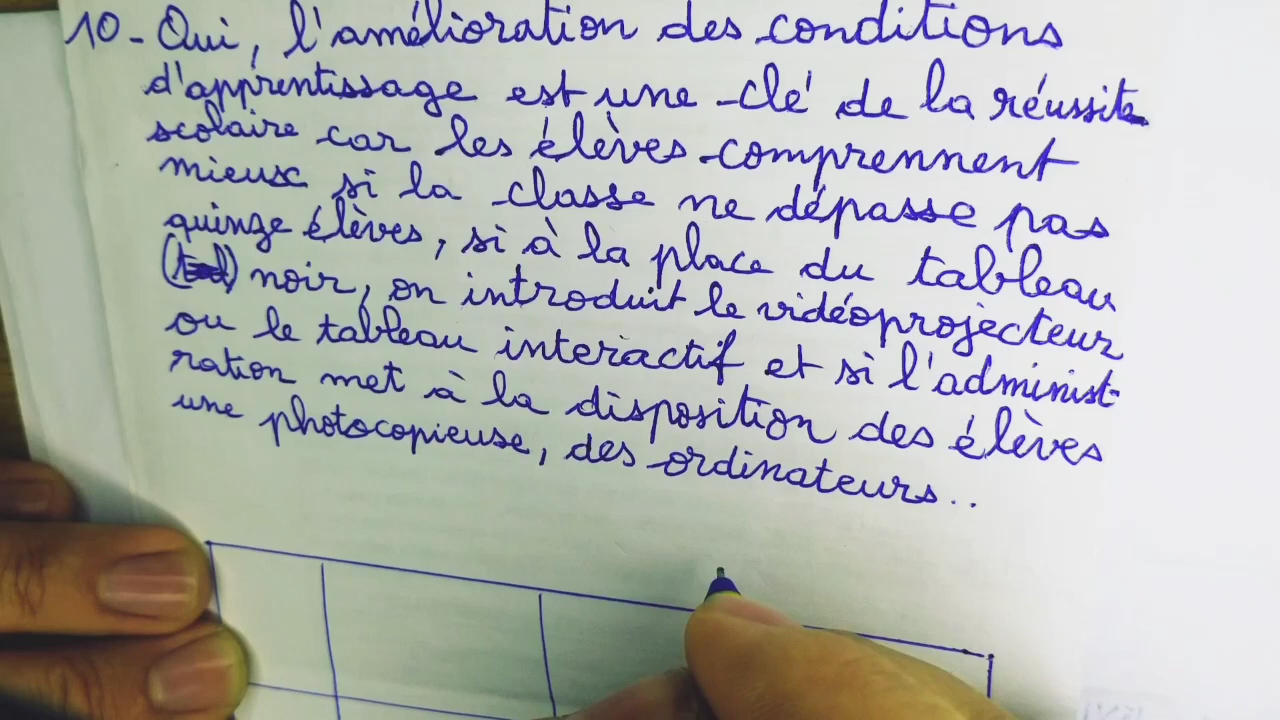 10- Oui, l'amélioration des conditions
d'apprentissage est une clé de la réussite
scolaire car les élèves comprennent
mieux si la classe ne dépasse pas
quinze élèves, si à la place du tableau
noir, on introduit le vidéoprojecteur
ou le tableau interactif et si l'administ-
ration met à la disposition des élèves
une photocopieuse, des ordinateurs..